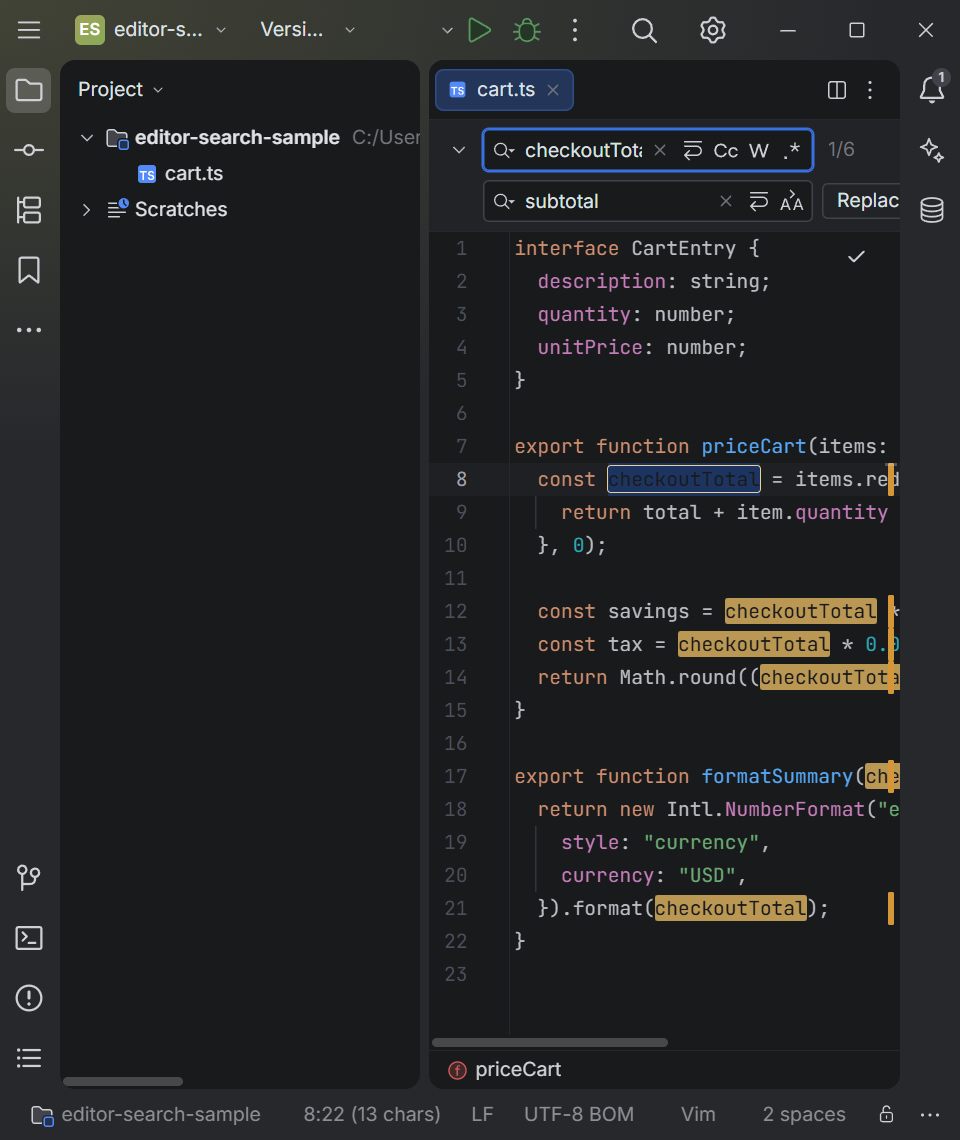 ES editor-s... Versi...
Project
cart.ts
1
editor-search-sample C:/User
cart.ts
Scratches
checkoutTota Cc W .* 1/6
subtotal Replac
1 interface CartEntry {
2 description: string;
3 quantity: number;
4 unitPrice: number;
5 }
6
7 export function priceCart(items:
8 const checkoutTotal = items.red
9 return total + item.quantity
10 }, 0);
11
12 const savings = checkoutTotal *
13 const tax = checkoutTotal * 0.0
14 return Math.round((checkoutTota
15 }
16
17 export function formatSummary(che
18 return new Intl.NumberFormat("e
19 style: "currency",
20 currency: "USD",
21 }).format(checkoutTotal);
22 }
23
priceCart
editor-search-sample 8:22 (13 chars) LF UTF-8 BOM Vim 2 spaces